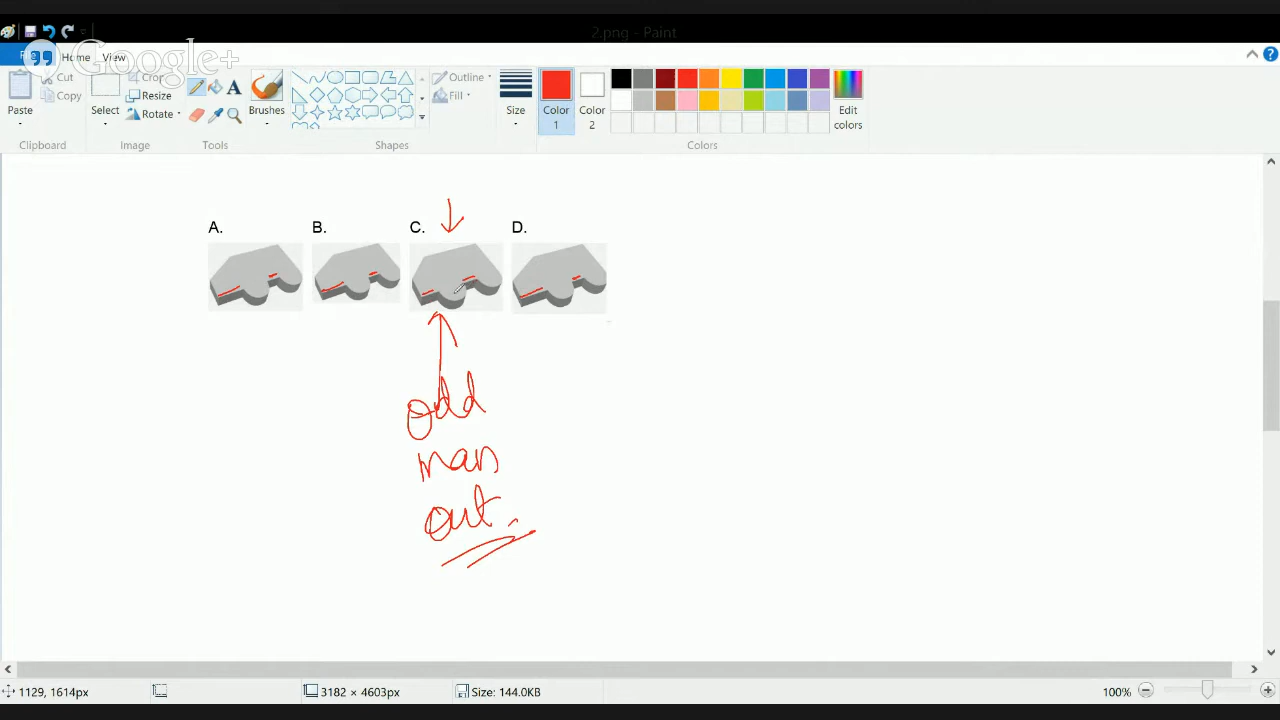 2.png - Paint
File Home View
Google+
Paste
Cut
Copy
Clipboard
Select
Crop
Resize
Rotate
Image
A
Tools
Brushes
Outline
Fill
Shapes
Size
Color 1
Color 2
Edit colors
Colors
A. B. C. D.
Odd
man
out.
1129, 1614px
3182 × 4603px
Size: 144.0KB
100%